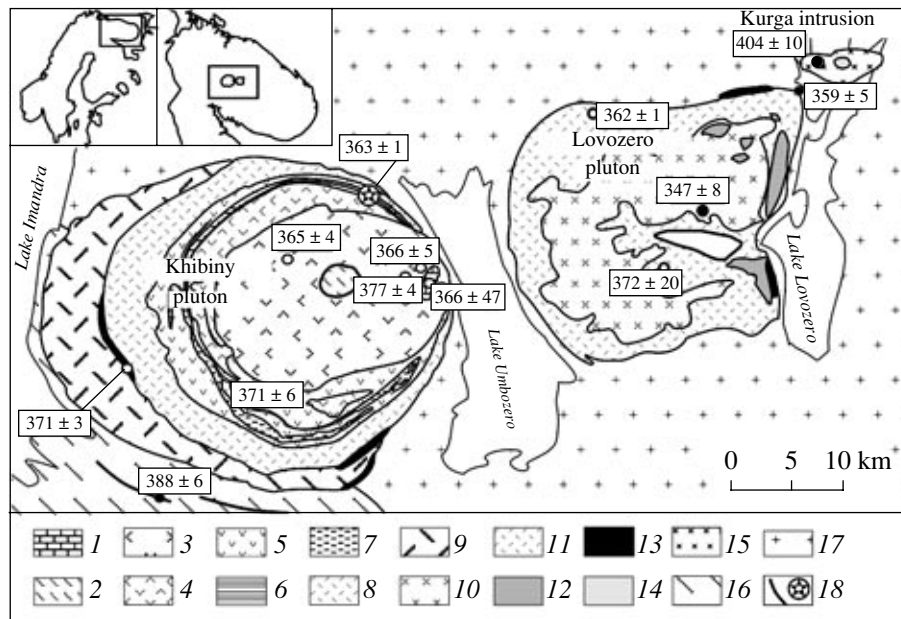 Kurga intrusion
404 ± 10
359 ± 5
362 ± 1
Lovozero
pluton
363 ± 1
347 ± 8
Lake Imandra
365 ± 4
366 ± 5
Khibiny
pluton
377 ± 4
366 ± 47
372 ± 20
Lake Lovozero
Lake Umbozero
371 ± 6
371 ± 3
388 ± 6
0 5 10 km
1 3 5 7 9 11 13 15 17
2 4 6 8 10 12 14 16 18